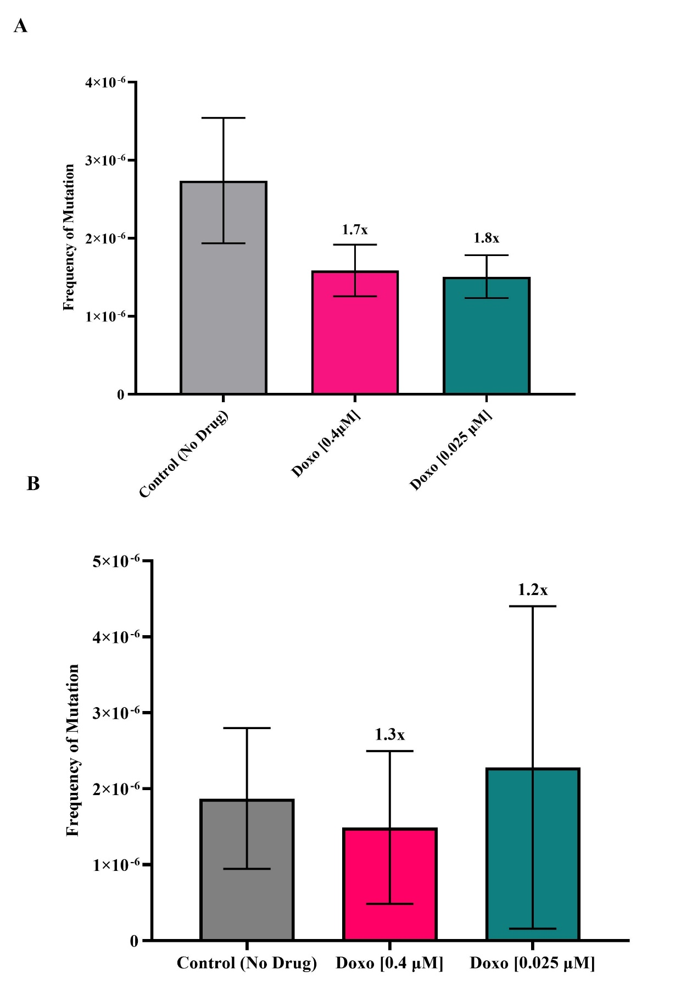 A
4×10⁻⁶
3×10⁻⁶
2×10⁻⁶
1×10⁻⁶
0
Frequency of Mutation
1.7x
1.8x
Control (No Drug)
Doxo [0.4µM]
Doxo [0.025 µM]
B
5×10⁻⁶
4×10⁻⁶
3×10⁻⁶
2×10⁻⁶
1×10⁻⁶
0
Frequency of Mutation
1.3x
1.2x
Control (No Drug)
Doxo [0.4 µM]
Doxo [0.025 µM]